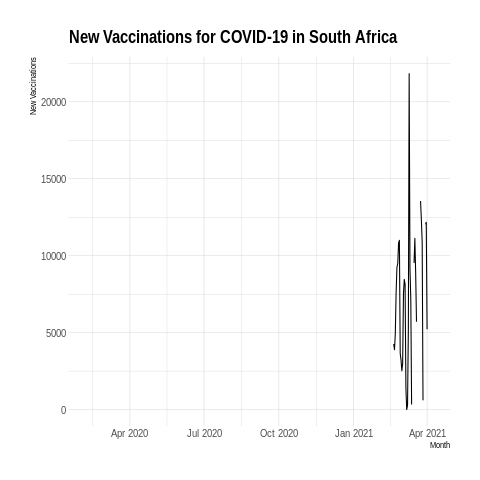 New Vaccinations for COVID-19 in South Africa
New Vaccinations
20000
15000
10000
5000
0
Apr 2020 Jul 2020 Oct 2020 Jan 2021 Apr 2021
Month